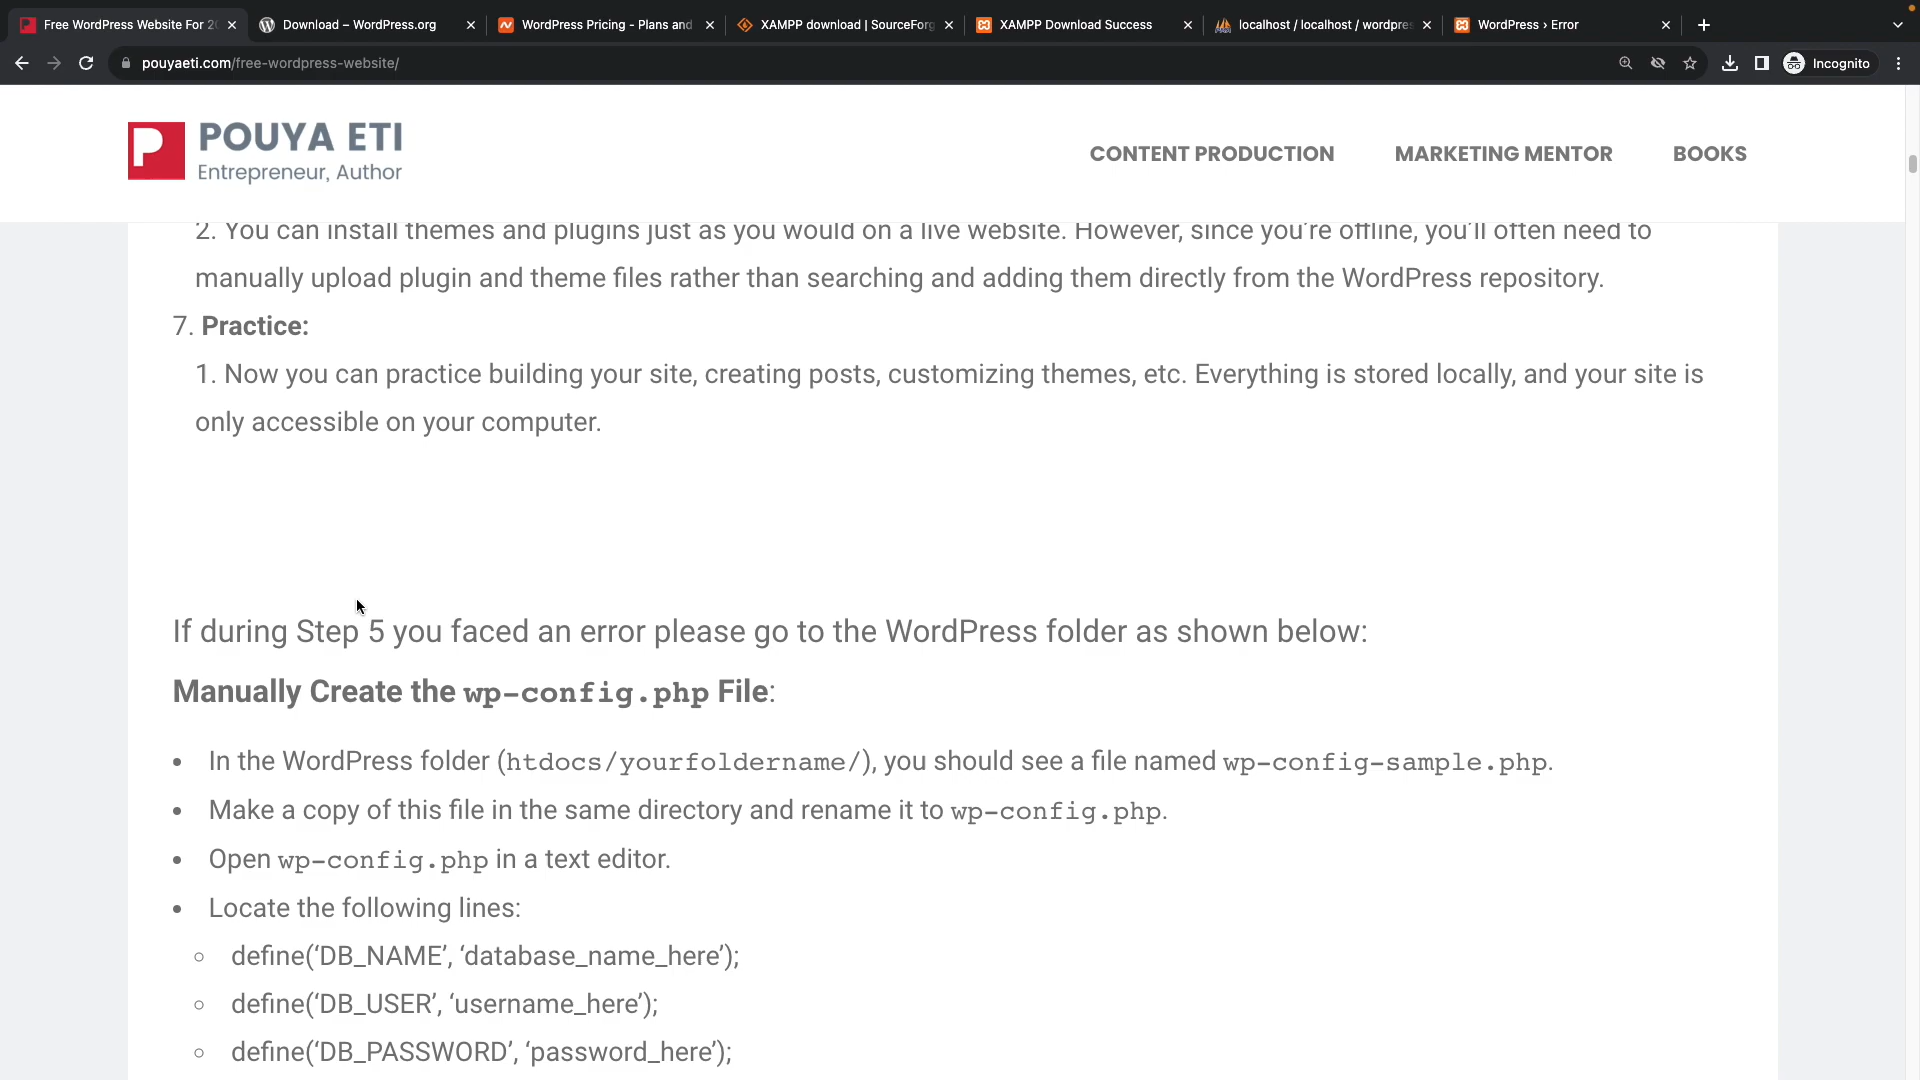 Free WordPress Website For 20
Download – WordPress.org
WordPress Pricing - Plans and
XAMPP download | SourceForg
XAMPP Download Success
localhost / localhost / wordpres
WordPress › Error
pouyaeti.com/free-wordpress-website/
Incognito
P
POUYA ETI
Entrepreneur, Author
CONTENT PRODUCTION
MARKETING MENTOR
BOOKS
2. You can install themes and plugins just as you would on a live website. However, since you’re offline, you’ll often need to
manually upload plugin and theme files rather than searching and adding them directly from the WordPress repository.
7. Practice:
1. Now you can practice building your site, creating posts, customizing themes, etc. Everything is stored locally, and your site is
only accessible on your computer.
If during Step 5 you faced an error please go to the WordPress folder as shown below:
Manually Create the wp-config.php File:
• In the WordPress folder (htdocs/yourfoldername/), you should see a file named wp-config-sample.php.
• Make a copy of this file in the same directory and rename it to wp-config.php.
• Open wp-config.php in a text editor.
• Locate the following lines:
◦ define(‘DB_NAME’, ‘database_name_here’);
◦ define(‘DB_USER’, ‘username_here’);
◦ define(‘DB_PASSWORD’, ‘password_here’);